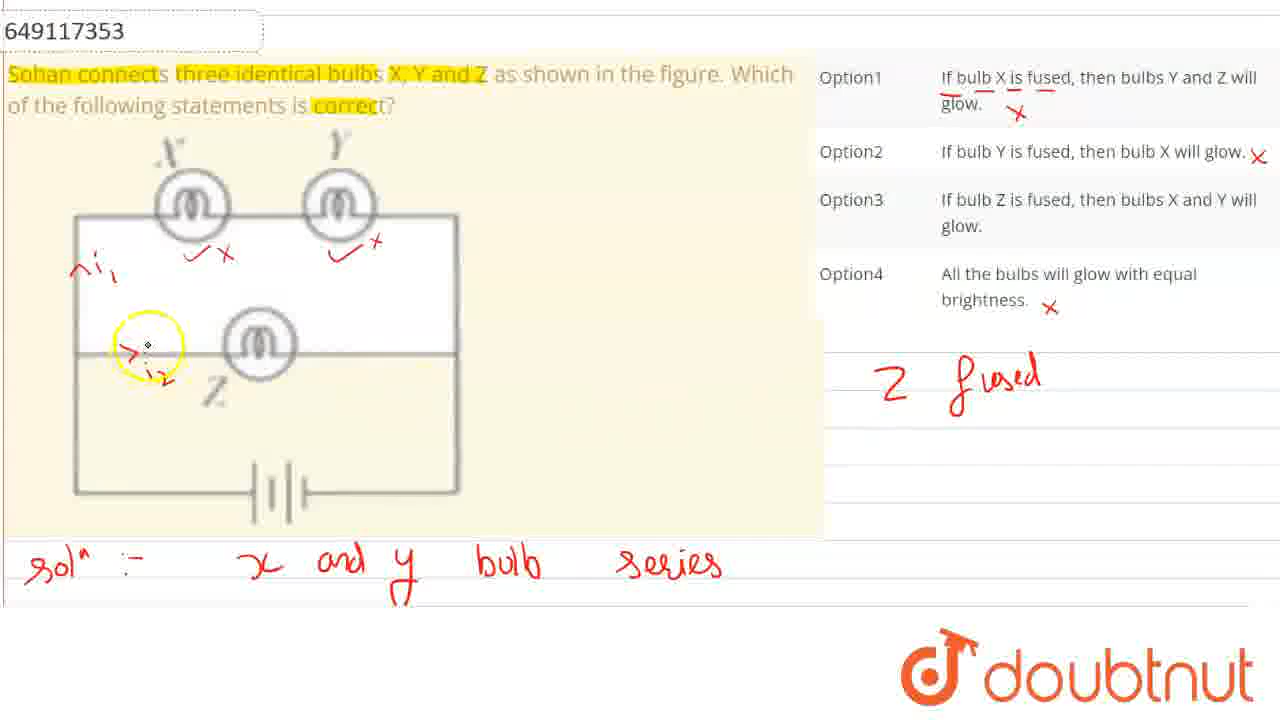 649117353
Sohan connects three identical bulbs X, Y and Z as shown in the figure. Which
of the following statements is correct?
X
Y
x
x
i1
i2
Z
Option1 If bulb X is fused, then bulbs Y and Z will
glow.
x
Option2 If bulb Y is fused, then bulb X will glow. x
Option3 If bulb Z is fused, then bulbs X and Y will
glow.
Option4 All the bulbs will glow with equal
brightness. x
Z fused
solⁿ :- x and y bulb series
doubtnut